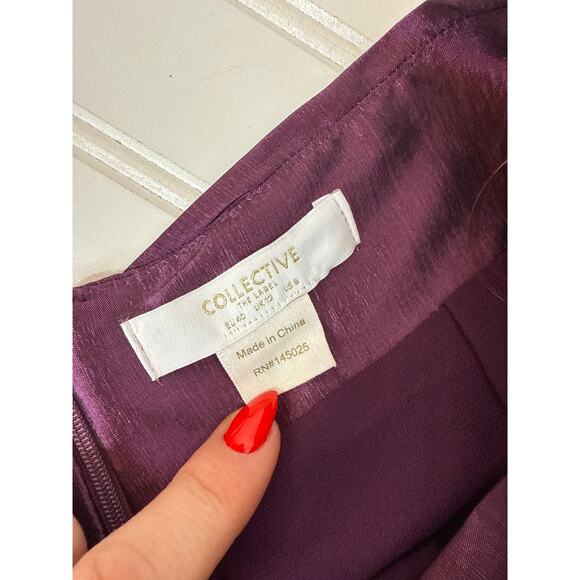 COLLECTIVE
THE LABEL
EU 40 UK 12 US 8
Made in China
RN#145025